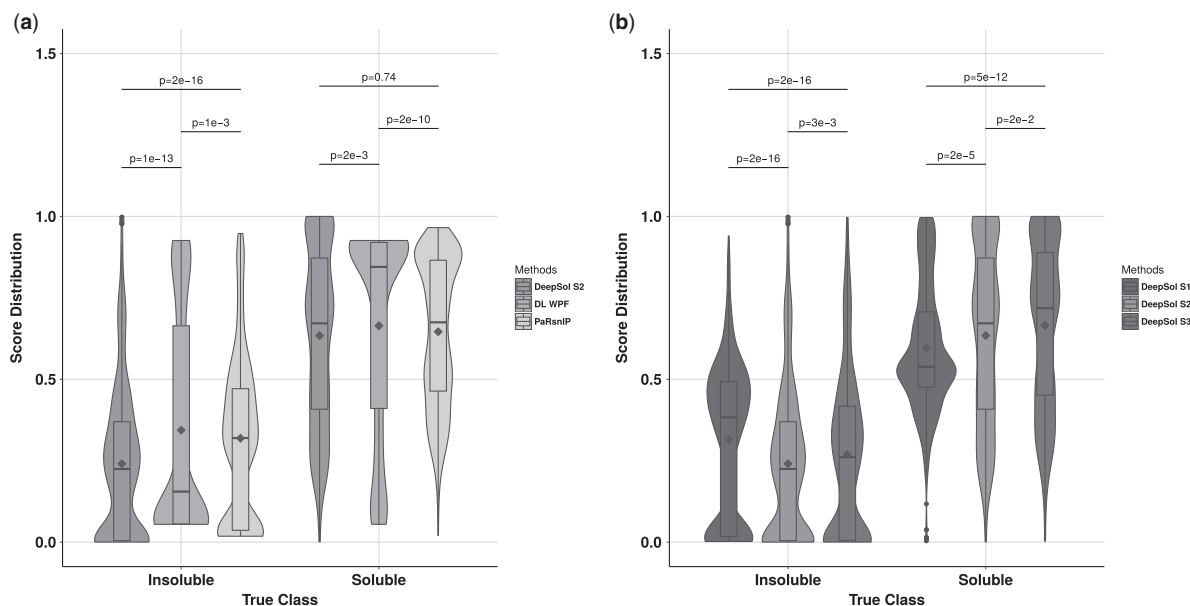 (a)
1.5
1.0
0.5
0.0
Score Distribution
p=2e−16
p=1e−3
p=1e−13
p=0.74
p=2e−10
p=2e−3
Insoluble
Soluble
True Class
Methods
DeepSol S2
DL WPF
PaRsnIP
(b)
1.5
1.0
0.5
0.0
Score Distribution
p=2e−16
p=3e−3
p=2e−16
p=5e−12
p=2e−2
p=2e−5
Insoluble
Soluble
True Class
Methods
DeepSol S1
DeepSol S2
DeepSol S3